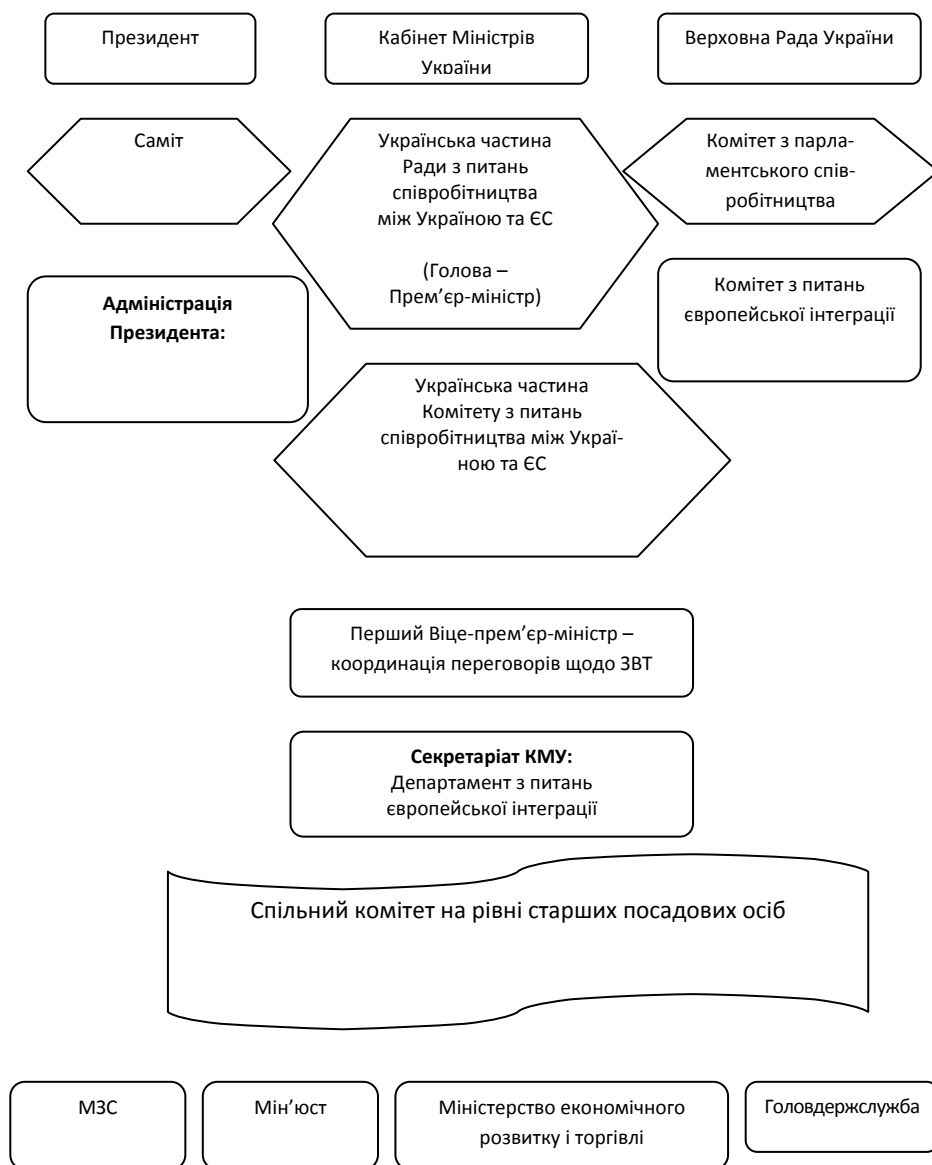 Президент
Кабінет Міністрів
України
Верховна Рада України
Саміт
Українська частина
Ради з питань
співробітництва
між Україною та ЄС
(Голова –
Прем’єр-міністр)
Комітет з парла-
ментського спів-
робітництва
Адміністрація
Президента:
Комітет з питань
європейської інтеграції
Українська частина
Комітету з питань
співробітництва між Украї-
ною та ЄС
Перший Віце-прем’єр-міністр –
координація переговорів щодо ЗВТ
Секретаріат КМУ:
Департамент з питань
європейської інтеграції
Спільний комітет на рівні старших посадових осіб
МЗС
Мін’юст
Міністерство економічного
розвитку і торгівлі
Головдержслужба